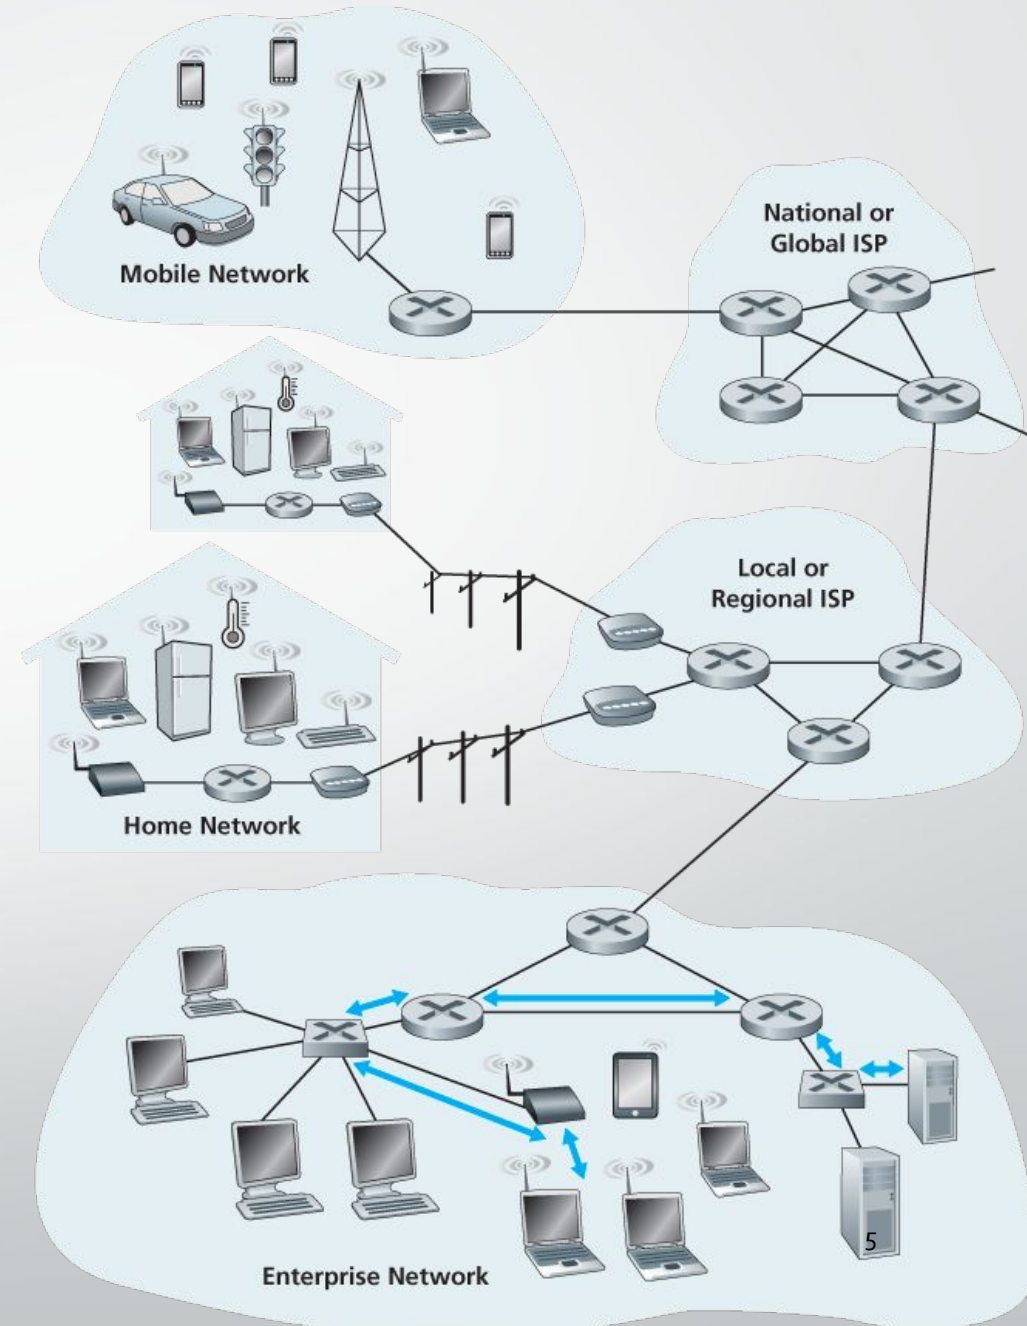 Mobile Network
National or
Global ISP
Local or
Regional ISP
Home Network
5
Enterprise Network